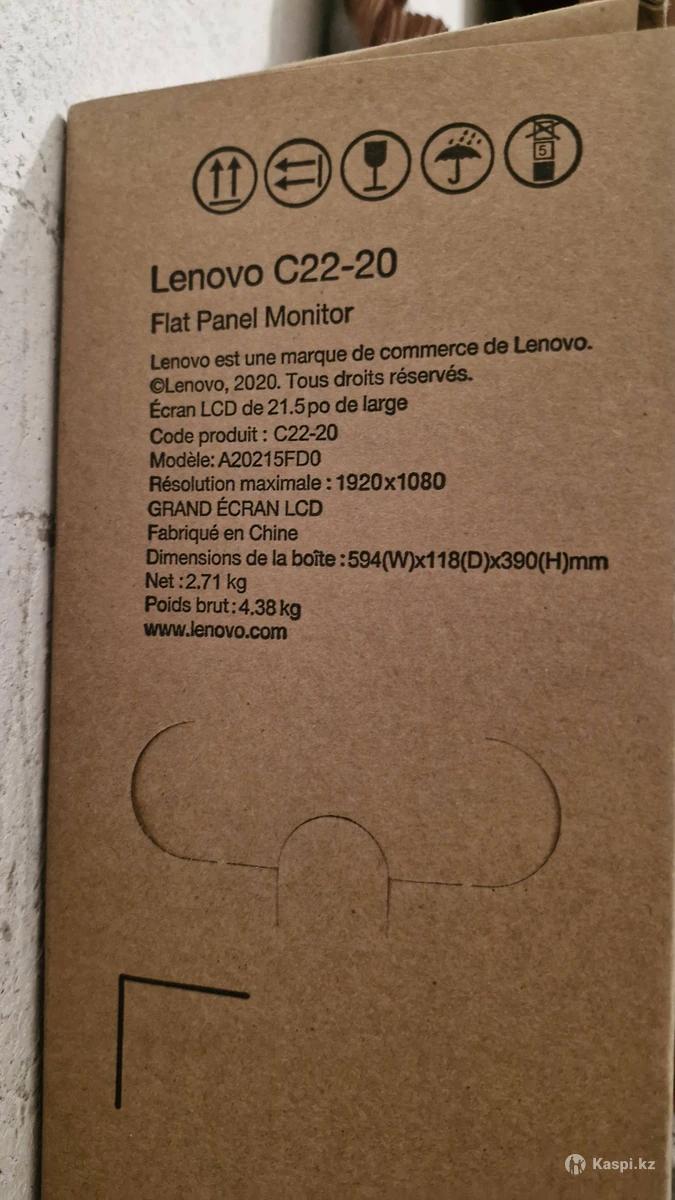 5
Lenovo C22-20
Flat Panel Monitor
Lenovo est une marque de commerce de Lenovo.
©Lenovo, 2020. Tous droits réservés.
Écran LCD de 21.5po de large
Code produit : C22-20
Modèle: A20215FD0
Résolution maximale : 1920x1080
GRAND ÉCRAN LCD
Fabriqué en Chine
Dimensions de la boîte :594(W)x118(D)x390(H)mm
Net :2.71 kg
Poids brut: 4.38 kg
www.lenovo.com
Kaspi.kz